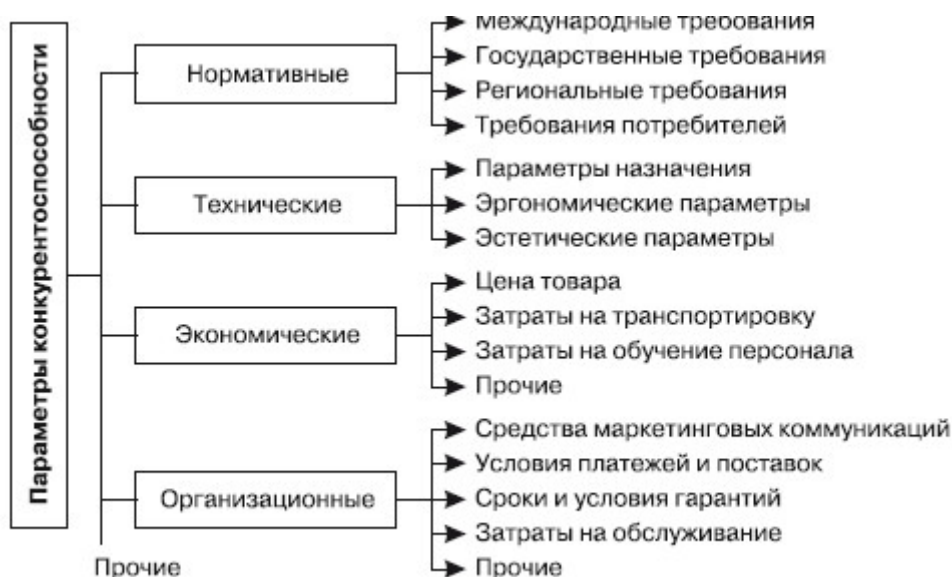 Параметры конкурентоспособности
Нормативные
Международные требования
Государственные требования
Региональные требования
Требования потребителей
Технические
Параметры назначения
Эргономические параметры
Эстетические параметры
Экономические
Цена товара
Затраты на транспортировку
Затраты на обучение персонала
Прочие
Организационные
Средства маркетинговых коммуникаций
Условия платежей и поставок
Сроки и условия гарантий
Затраты на обслуживание
Прочие
Прочие